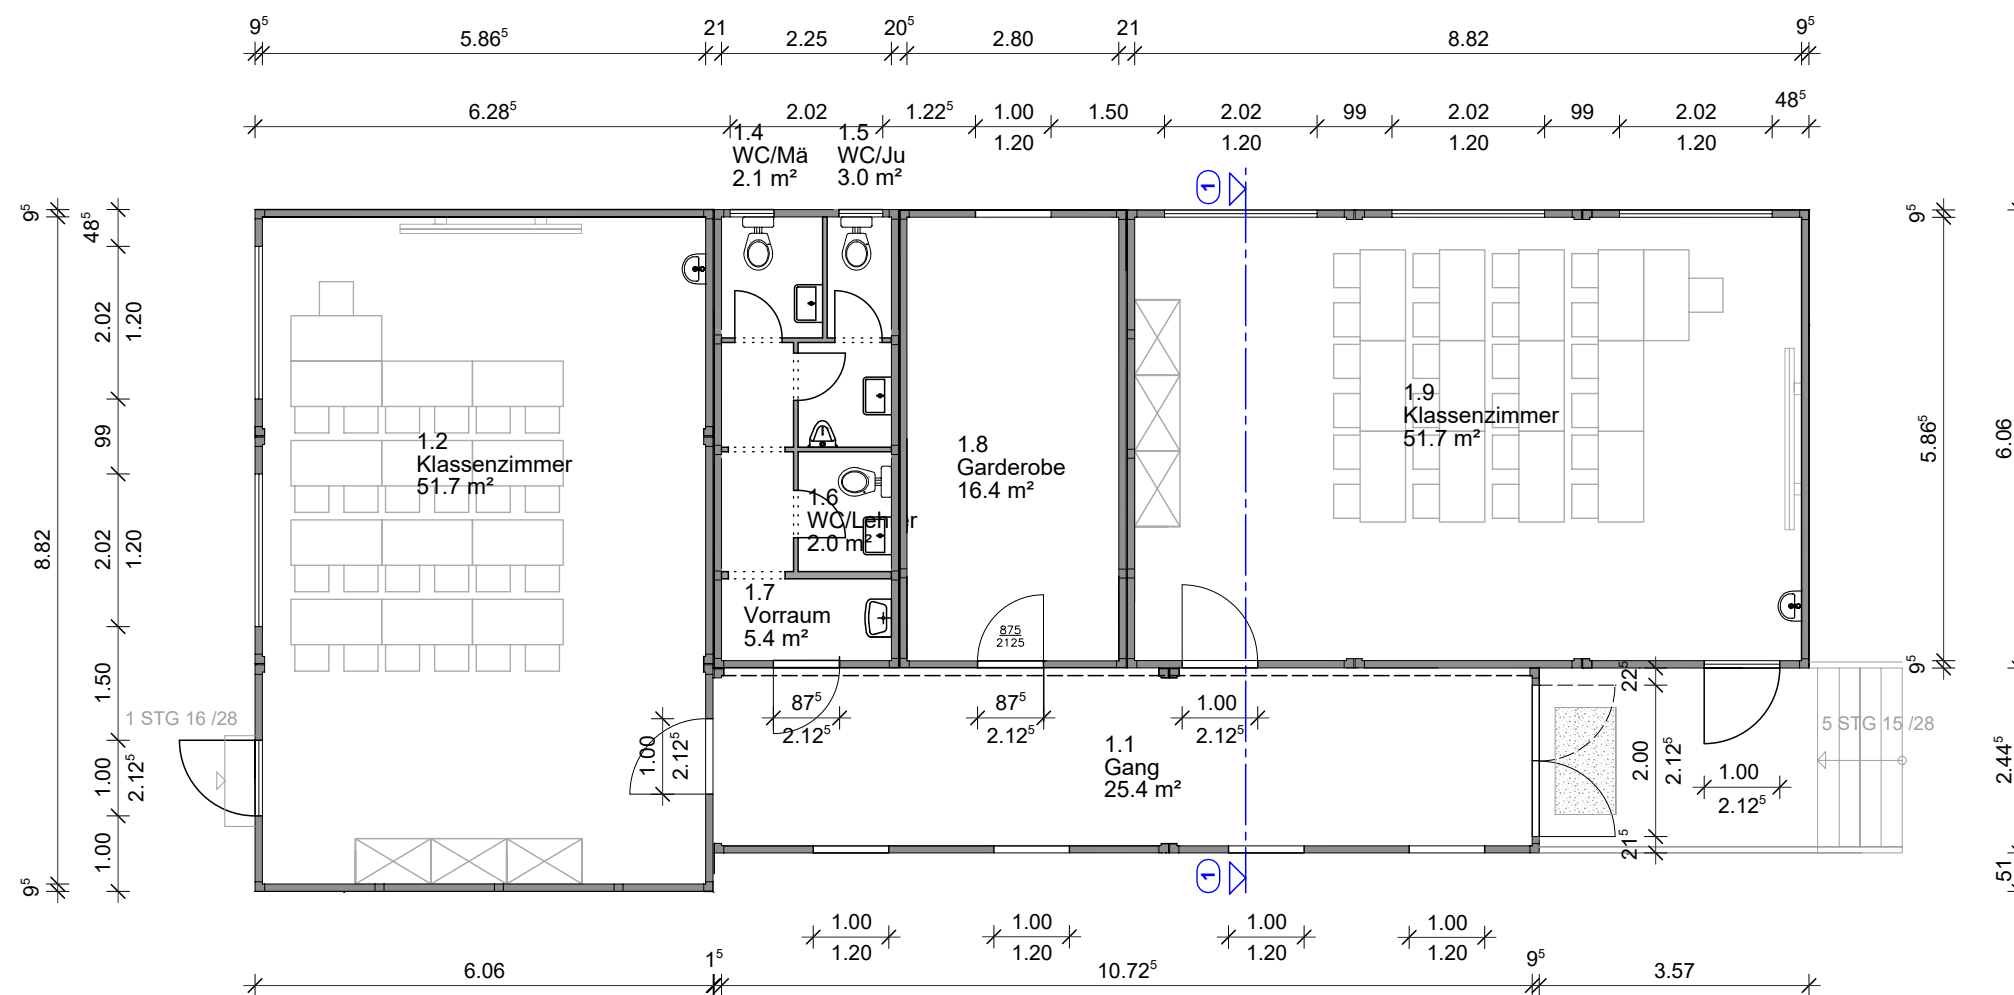 9⁵ 5.86⁵ 21 2.25 20⁵ 2.80 21 8.82 9⁵
6.28⁵ 2.02 1.22⁵ 1.00 1.50 2.02 99 2.02 99 2.02 48⁵
1.20 1.20 1.20 1.20
1.4
WC/Mä
2.1 m²
1.5
WC/Ju
3.0 m²
1
9⁵ 8.82 9⁵
48⁵ 2.02 99 2.02 1.50 1.00 1.00
1.20 1.20 2.12⁵
1.2
Klassenzimmer
51.7 m²
1.6
WC/Lehrer
2.0 m²
1.7
Vorraum
5.4 m²
1.8
Garderobe
16.4 m²
875
2125
1.9
Klassenzimmer
51.7 m²
9⁵ 5.86⁵ 9⁵
6.06 2.44⁵ 51
1 STG 16 /28
1.00
2.12⁵
87⁵
2.12⁵
87⁵
2.12⁵
1.00
2.12⁵
1.1
Gang
25.4 m²
22⁵ 2.00 21⁵
2.12⁵
1.00
2.12⁵
5 STG 15 /28
1
1.00 1.00 1.00 1.00
1.20 1.20 1.20 1.20
6.06 1⁵ 10.72⁵ 9⁵ 3.57